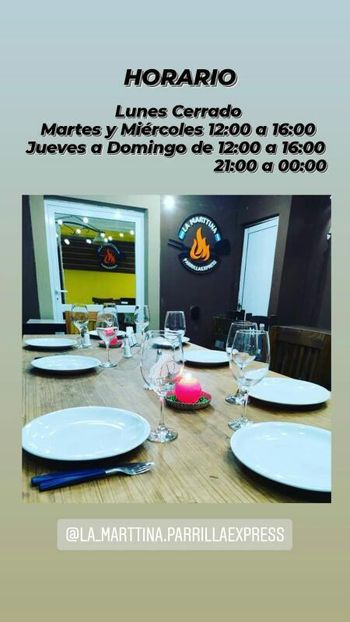 HORARIO
Lunes Cerrado
Martes y Miércoles 12:00 a 16:00
Jueves a Domingo de 12:00 a 16:00
21:00 a 00:00
LA MARTTINA
PARRILLAEXPRESS
@LA_MARTTINA.PARRILLAEXPRESS